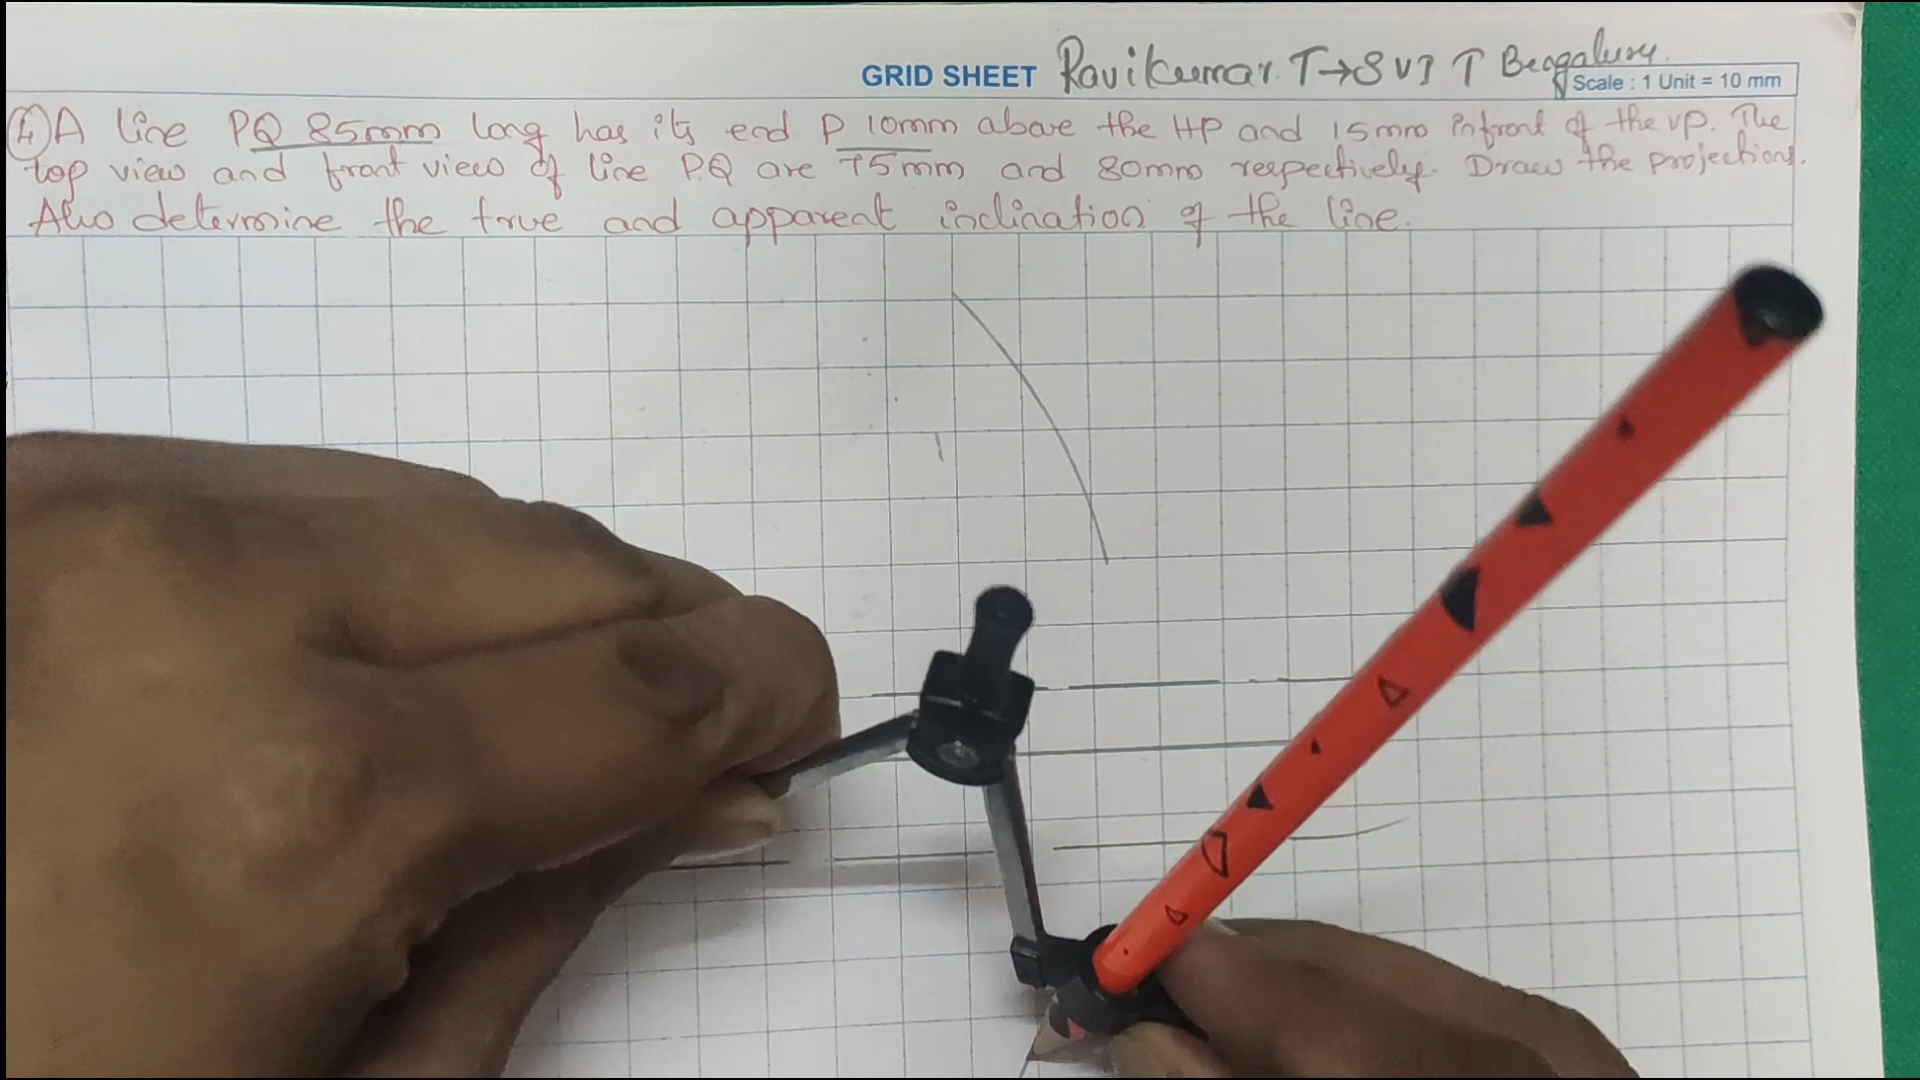 GRID SHEET Ravikumar. T → SVIT Bengaluru.
Scale : 1 Unit = 10 mm
④ A line PQ 85mm long has its end P 10mm above the HP and 15mm infront of the VP. The
top view and front view of line PQ are 75mm and 80mm respectively. Draw the projections.
Also determine the true and apparent inclination of the line.